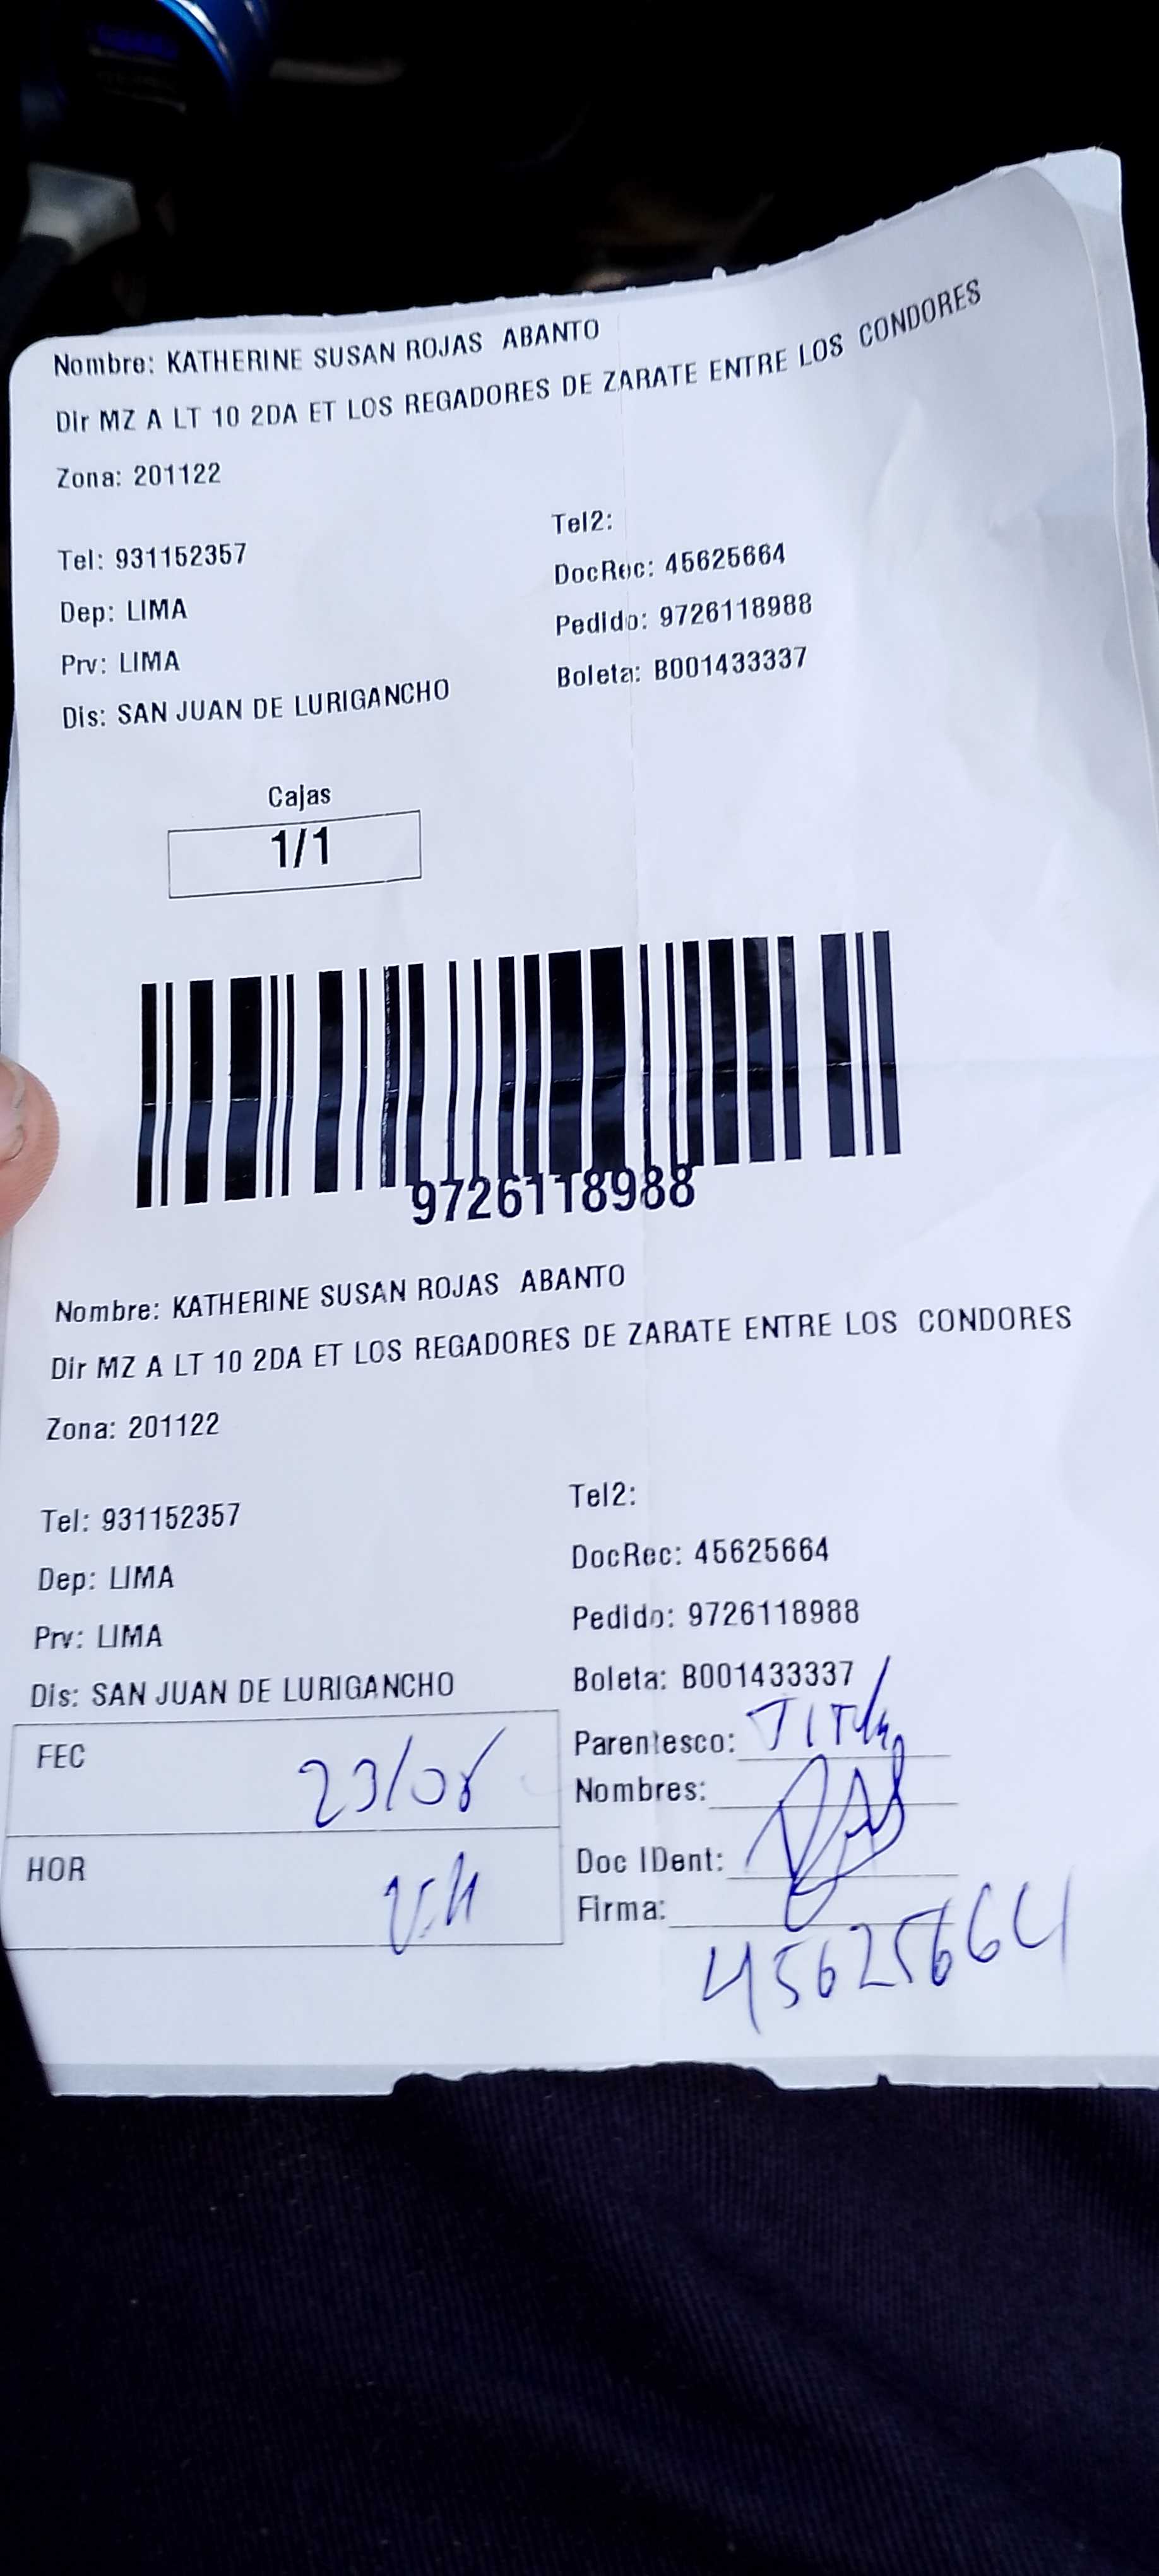 Nombre: KATHERINE SUSAN ROJAS ABANTO
Dir MZ A LT 10 2DA ET LOS REGADORES DE ZARATE ENTRE LOS CONDORES
Zona: 201122
Tel: 931152357
Tel2:
Dep: LIMA
DocRec: 45625664
Prv: LIMA
Pedido: 9726118988
Dis: SAN JUAN DE LURIGANCHO
Boleta: B001433337
Cajas
1/1
9726118988
Nombre: KATHERINE SUSAN ROJAS ABANTO
Dir MZ A LT 10 2DA ET LOS REGADORES DE ZARATE ENTRE LOS CONDORES
Zona: 201122
Tel: 931152357
Tel2:
Dep: LIMA
DocRec: 45625664
Prv: LIMA
Pedido: 9726118988
Dis: SAN JUAN DE LURIGANCHO
Boleta: B001433337
FEC 23/08
Parentesco:
Nombres:
HOR
Doc IDent:
Firma:
45625664